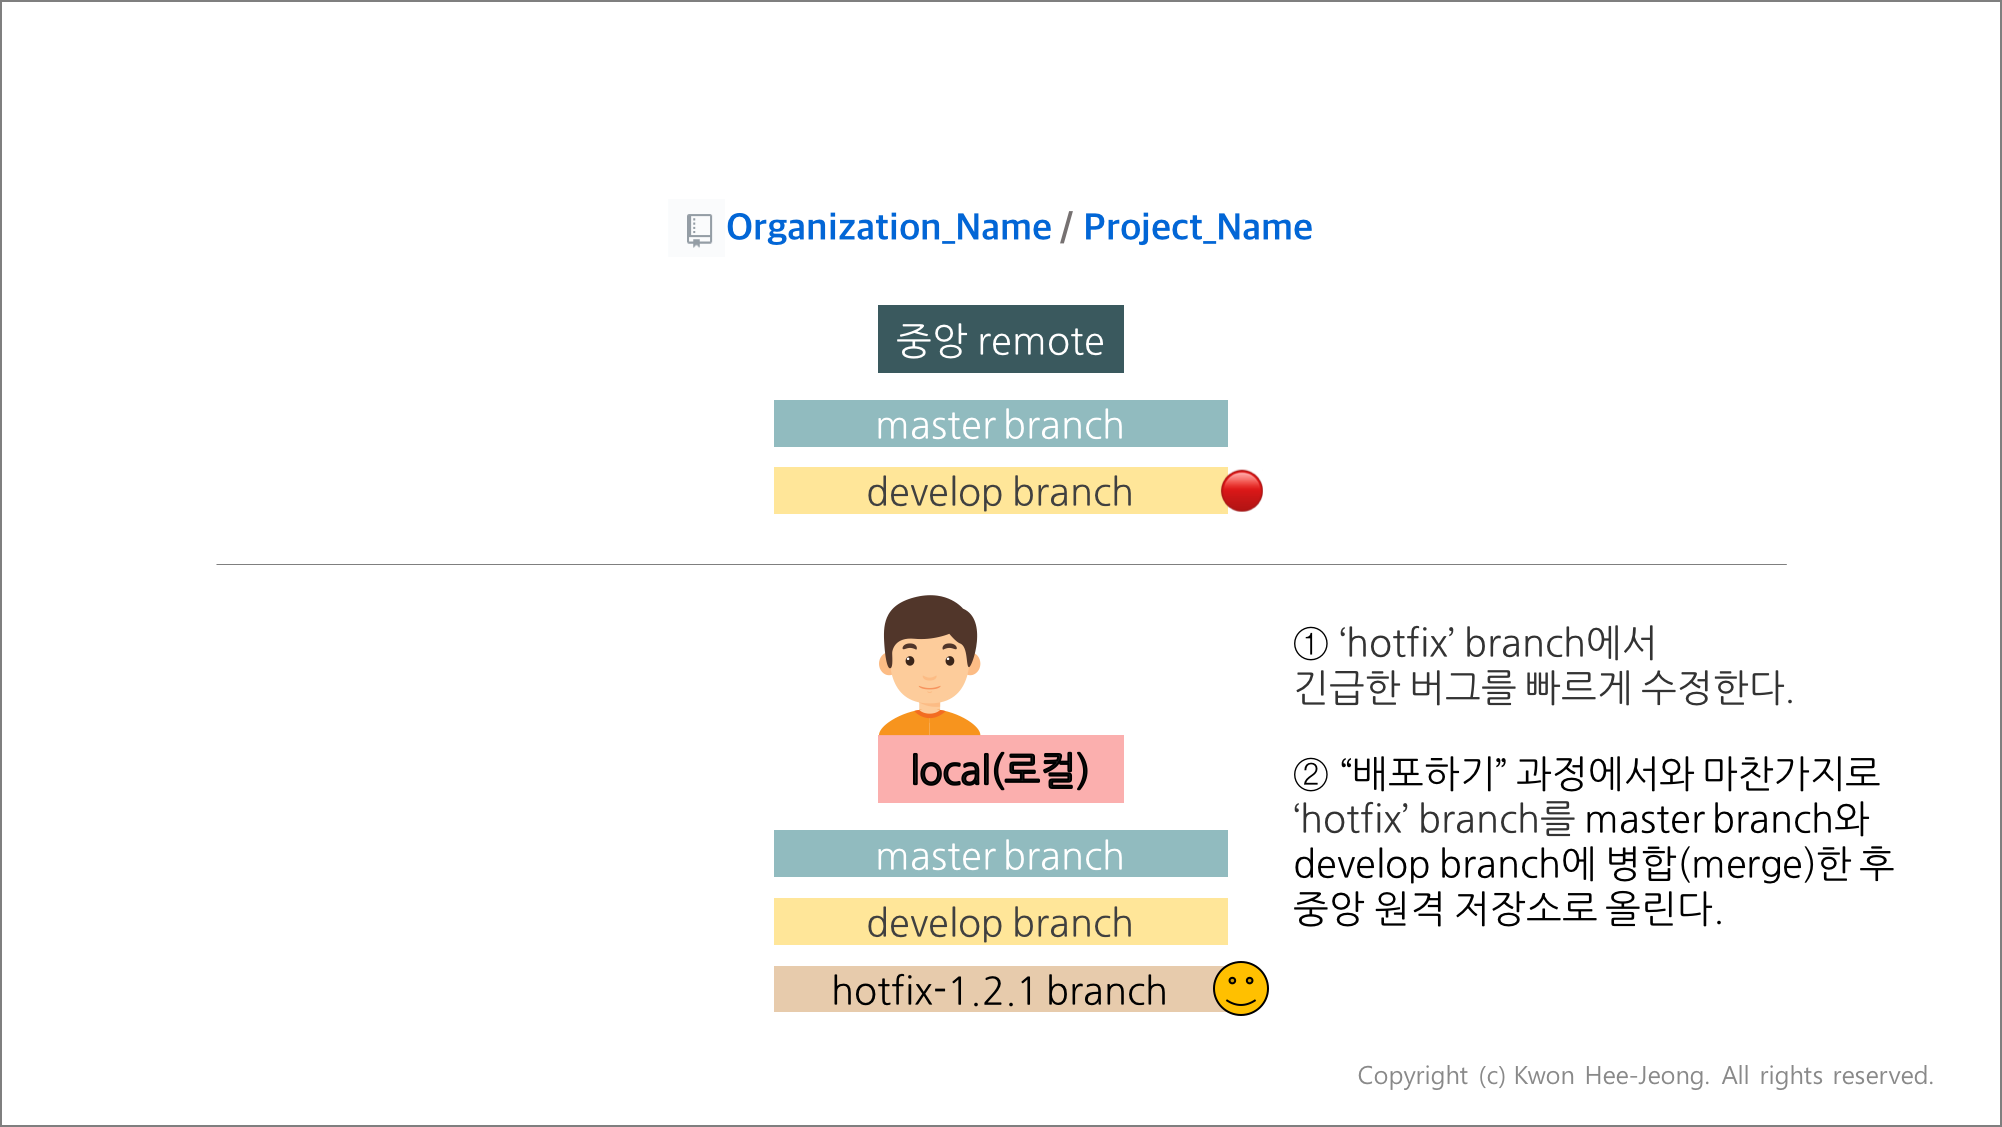 Organization_Name / Project_Name
중앙 remote
master branch
develop branch
local(로컬)
master branch
develop branch
hotfix-1.2.1 branch
① ‘hotfix’ branch에서
긴급한 버그를 빠르게 수정한다.
② “배포하기” 과정에서와 마찬가지로
‘hotfix’ branch를 master branch와
develop branch에 병합(merge)한 후
중앙 원격 저장소로 올린다.
Copyright (c) Kwon Hee-Jeong. All rights reserved.